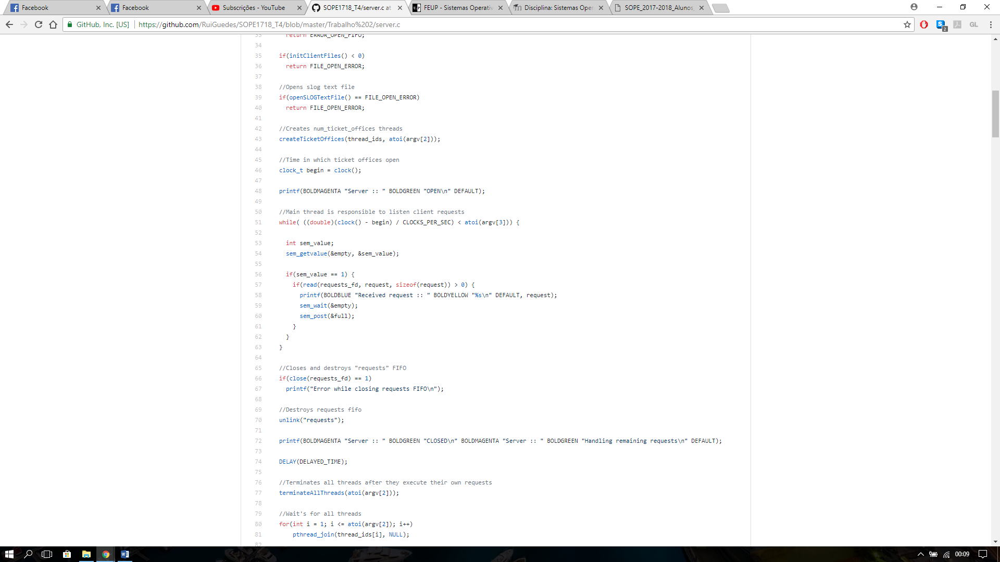 Facebook
Facebook
Subscrições - YouTube
SOPE1718_T4/server.c at
FEUP - Sistemas Operativ
Disciplina: Sistemas Oper
SOPE_2017-2018_Alunos_
GitHub, Inc. [US]
https://github.com/RuiGuedes/SOPE1718_T4/blob/master/Trabalho%202/server.c
2
GL
33 return ERROR_OPEN_FIFO;
34
35 if(initClientFiles() < 0)
36 return FILE_OPEN_ERROR;
37
38 //Opens slog text file
39 if(openSLOGTextFile() == FILE_OPEN_ERROR)
40 return FILE_OPEN_ERROR;
41
42 //Creates num_ticket_offices threads
43 createTicketOffices(thread_ids, atoi(argv[2]));
44
45 //Time in which ticket offices open
46 clock_t begin = clock();
47
48 printf(BOLDMAGENTA "Server :: " BOLDGREEN "OPEN\n" DEFAULT);
49
50 //Main thread is responsible to listen client requests
51 while( ((double)(clock() - begin) / CLOCKS_PER_SEC) < atoi(argv[3])) {
52
53 int sem_value;
54 sem_getvalue(&empty, &sem_value);
55
56 if(sem_value == 1) {
57 if(read(requests_fd, request, sizeof(request)) > 0) {
58 printf(BOLDBLUE "Received request :: " BOLDYELLOW "%s\n" DEFAULT, request);
59 sem_wait(&empty);
60 sem_post(&full);
61 }
62 }
63 }
64
65 //Closes and destroys "requests" FIFO
66 if(close(requests_fd) == 1)
67 printf("Error while closing requests FIFO\n");
68
69 //Destroys requests fifo
70 unlink("requests");
71
72 printf(BOLDMAGENTA "Server :: " BOLDGREEN "CLOSED\n" BOLDMAGENTA "Server :: " BOLDGREEN "Handling remaining requests\n" DEFAULT);
73
74 DELAY(DELAYED_TIME);
75
76 //Terminates all threads after they execute their own requests
77 terminateAllThreads(atoi(argv[2]));
78
79 //Wait's for all threads
80 for(int i = 1; i <= atoi(argv[2]); i++)
81 pthread_join(thread_ids[i], NULL);
82
00:09